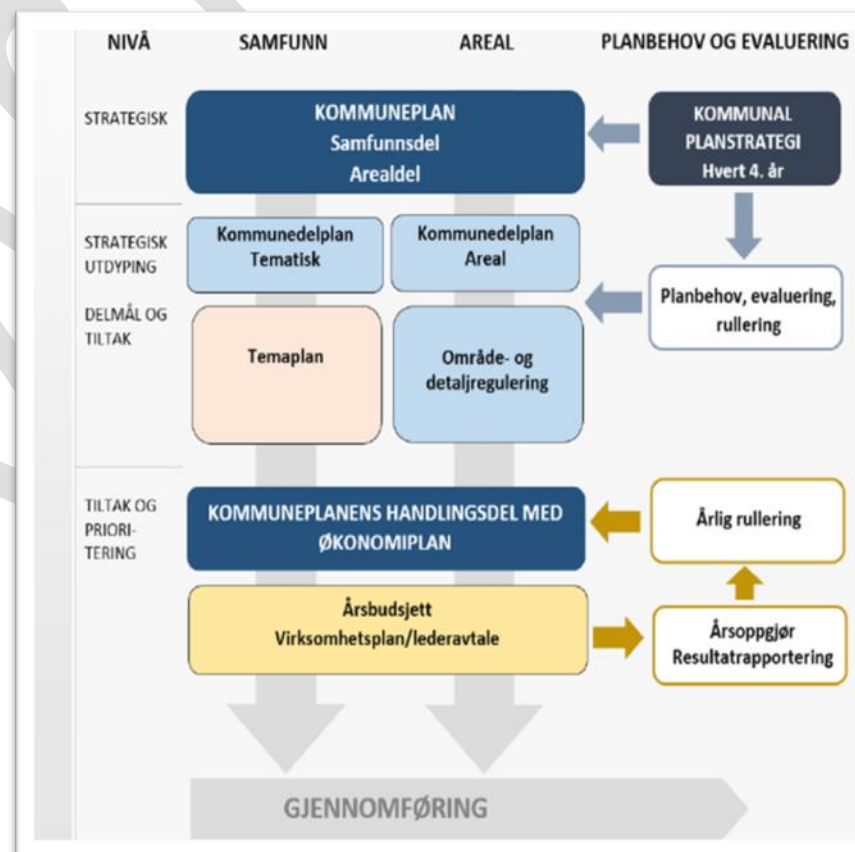 NIVÅ SAMFUNN AREAL PLANBEHOV OG EVALUERING
STRATEGISK
KOMMUNEPLAN
Samfunnsdel
Arealdel
KOMMUNAL
PLANSTRATEGI
Hvert 4. år
STRATEGISK
UTDYPING
Kommunedelplan
Tematisk
Kommunedelplan
Areal
Planbehov, evaluering,
rullering
DELMÅL OG
TILTAK
Temaplan
Område- og
detaljregulering
TILTAK OG
PRIORI-
TERING
KOMMUNEPLANENS HANDLINGSDEL MED
ØKONOMIPLAN
Årlig rullering
Årsbudsjett
Virksomhetsplan/lederavtale
Årsoppgjør
Resultatrapportering
GJENNOMFØRING